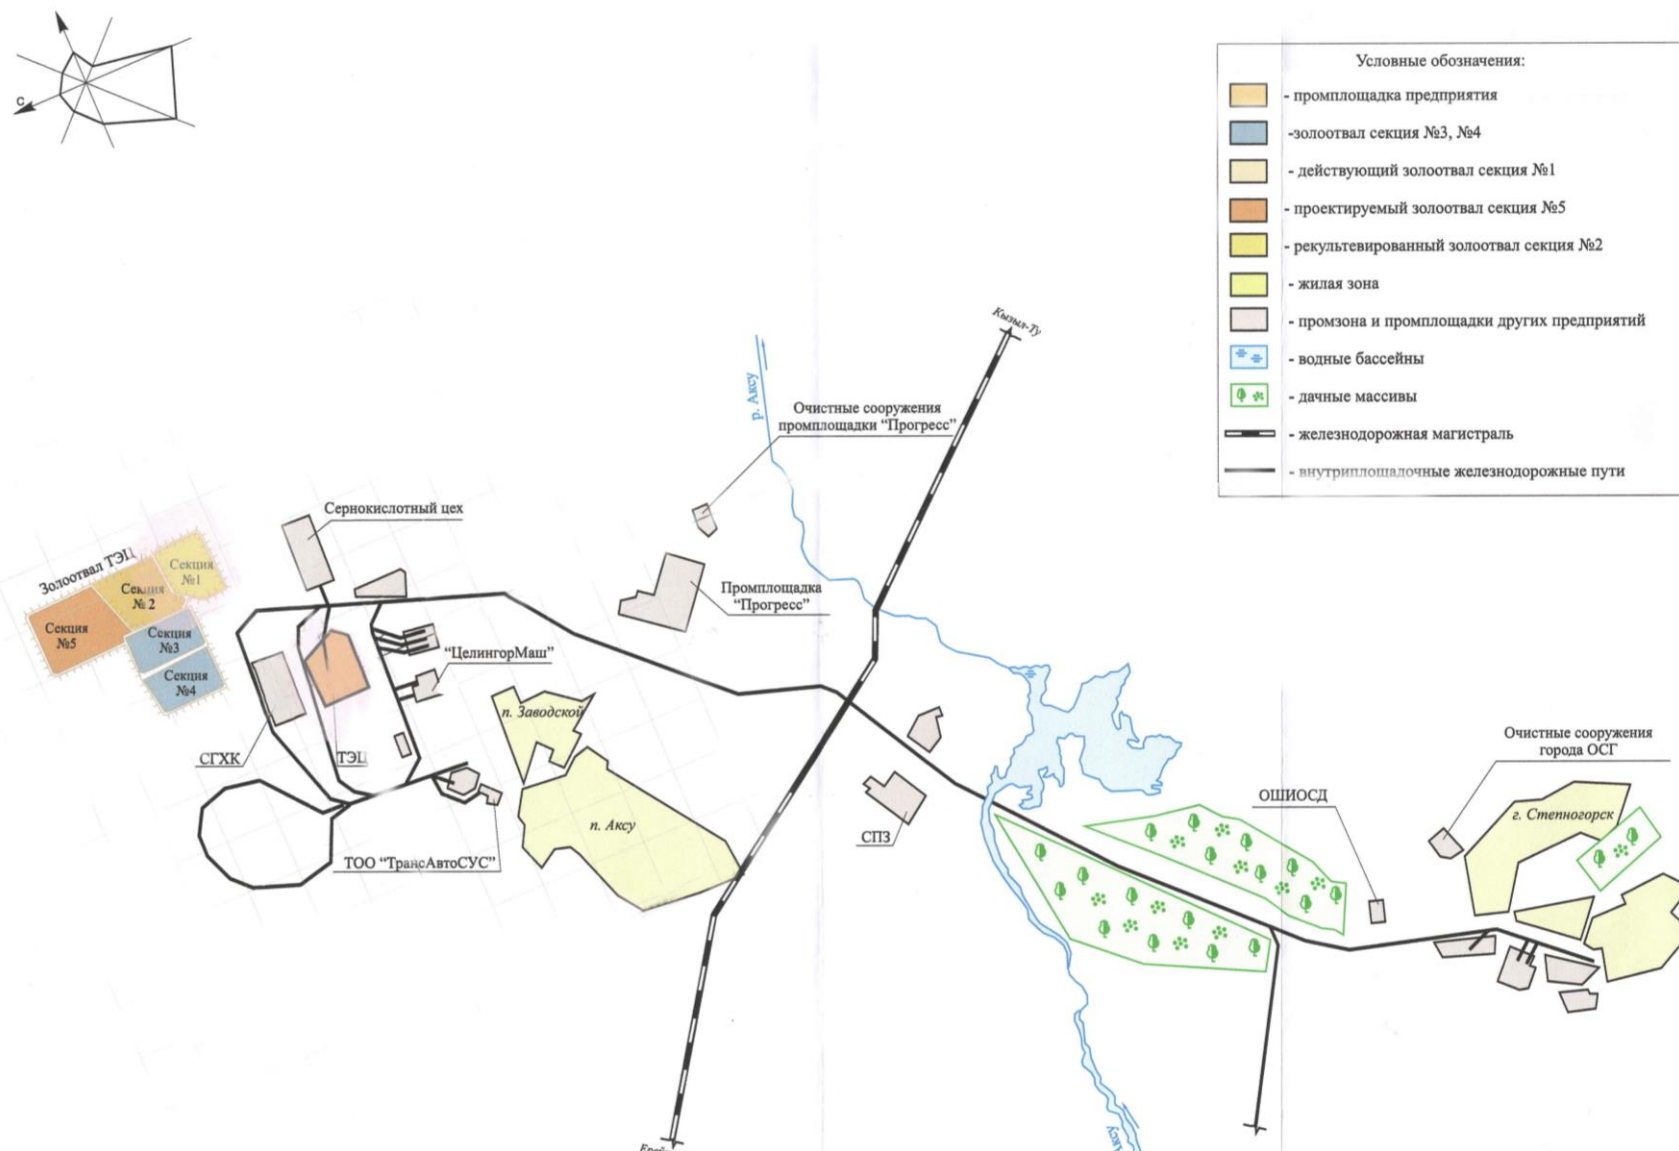 С
Условные обозначения:
- промплощадка предприятия
-золоотвал секция №3, №4
- действующий золоотвал секция №1
- проектируемый золоотвал секция №5
- рекультевированный золоотвал секция №2
- жилая зона
- промзона и промплощадки других предприятий
- водные бассейны
- дачные массивы
- железнодорожная магистраль
- внутриплощадочные железнодорожные пути
Кызыл-Ту
р. Аксу
Очистные сооружения
промплощадки “Прогресс”
Сернокислотный цех
Золоотвал ТЭЦ
Секция
№1
Секция
№ 2
Секция
№5
Секция
№3
Секция
№4
Промплощадка
“Прогресс”
“ЦелингорМаш”
п. Заводской
СГХК
ТЭЦ
п. Аксу
ТОО “ТрансАвтоСУС”
СПЗ
ОШИОСД
Очистные сооружения
города ОСГ
г. Степногорск